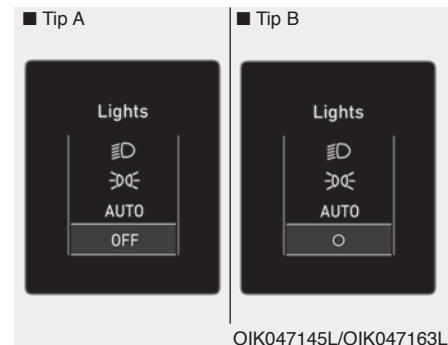 ■ Tip A
Lights
AUTO
OFF
■ Tip B
Lights
AUTO
O
OIK047145L/OIK047163L